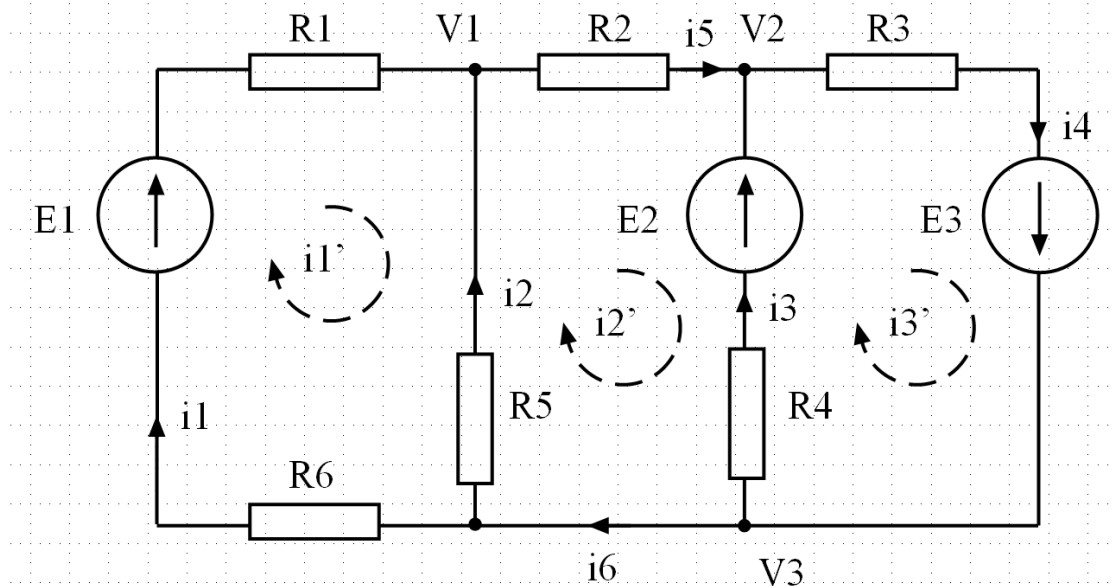 R1 V1 R2 i5 V2 R3
i4
E1 E2 E3
i1’ i2 i2’ i3 i3’
i1 R5 R4
R6
i6 V3